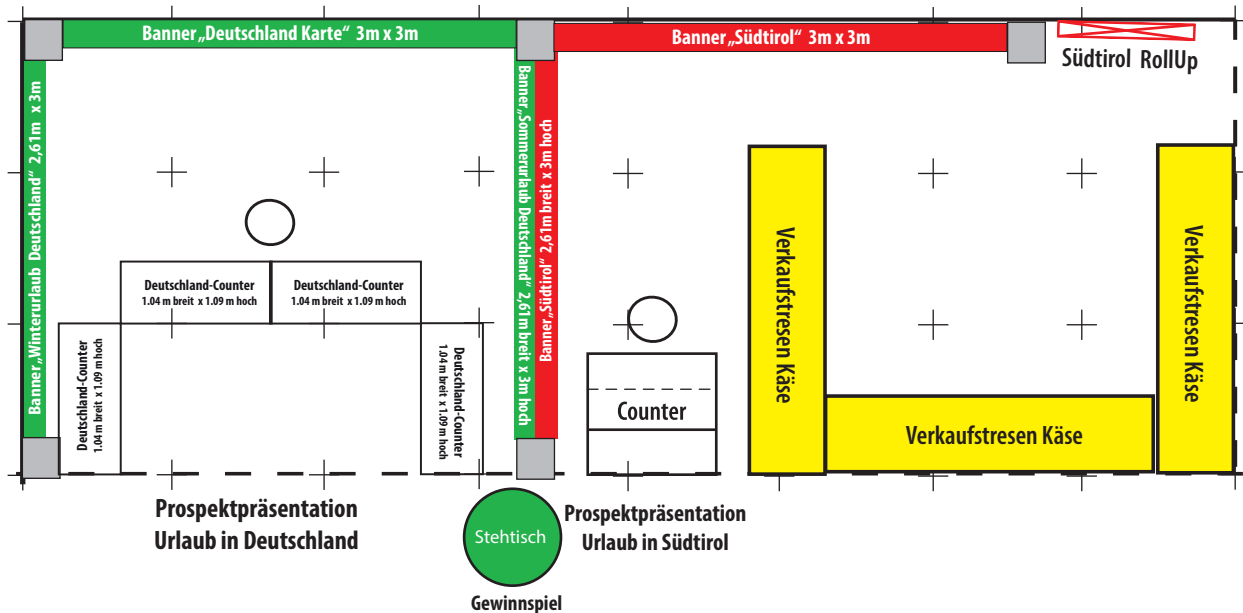 Banner„Deutschland Karte“ 3m x 3m
Banner„Südtirol“ 3m x 3m
Südtirol RollUp
Banner„Winterurlaub Deutschland“ 2,61m x 3m
Banner„Sommerurlaub Deutschland“ 2,61m breit x 3m hoch
Banner„Südtirol“ 2,61m breit x 3m hoch
Deutschland-Counter
1.04 m breit x 1.09 m hoch
Deutschland-Counter
1.04 m breit x 1.09 m hoch
Deutschland-Counter
1.04 m breit x 1.09 m hoch
Deutschland-Counter
1.04 m breit x 1.09 m hoch
Counter
Verkaufstresen Käse
Verkaufstresen Käse
Verkaufstresen Käse
Prospektpräsentation
Urlaub in Deutschland
Stehtisch
Gewinnspiel
Prospektpräsentation
Urlaub in Südtirol